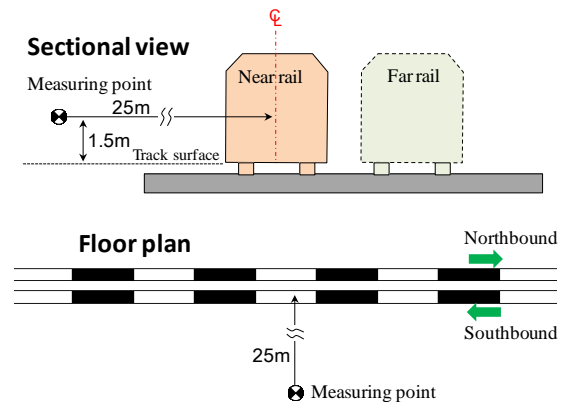 ℄
Sectional view
Near rail
Far rail
Measuring point
25m
1.5m
Track surface
Floor plan
Northbound
Southbound
25m
Measuring point